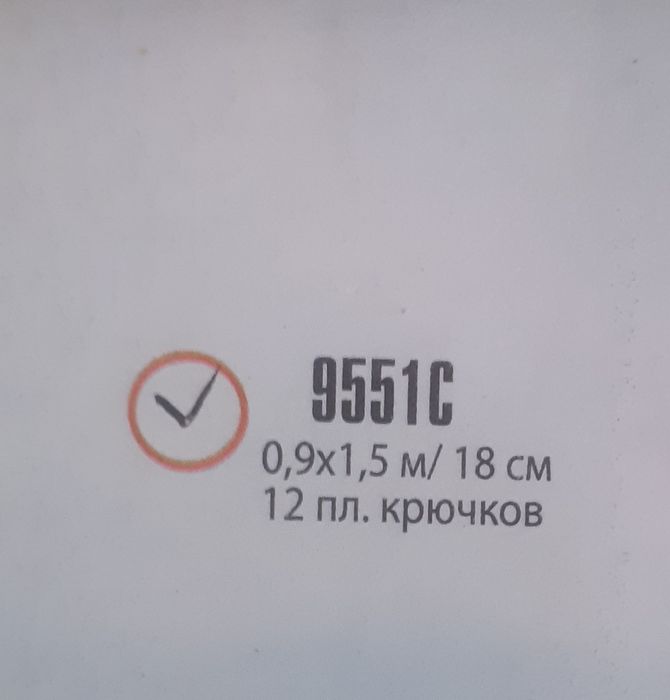 9551C
0,9x1,5 м/ 18 см
12 пл. крючков